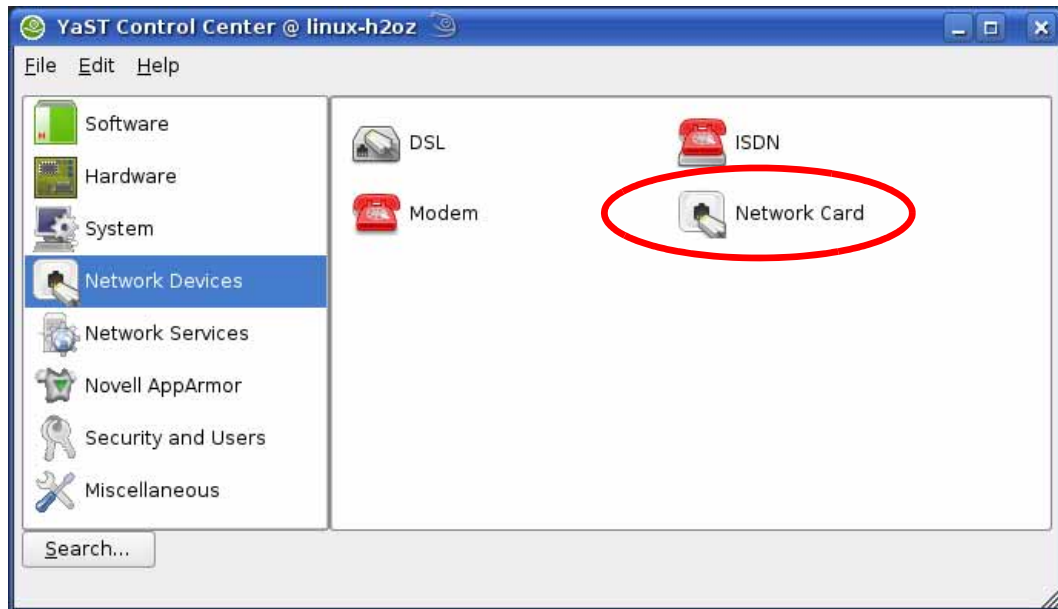 YaST Control Center @ linux-h2oz
File Edit Help
Software
Hardware
System
Network Devices
Network Services
Novell AppArmor
Security and Users
Miscellaneous
DSL
ISDN
Modem
Network Card
Search...